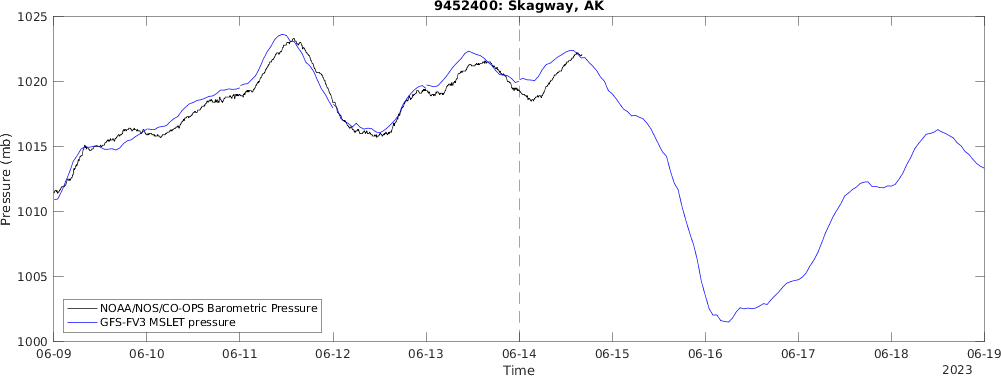 9452400: Skagway, AK
Pressure (mb)
1025
1020
1015
1010
1005
1000
NOAA/NOS/CO-OPS Barometric Pressure
GFS-FV3 MSLET pressure
06-09 06-10 06-11 06-12 06-13 06-14 06-15 06-16 06-17 06-18 06-19
Time
2023